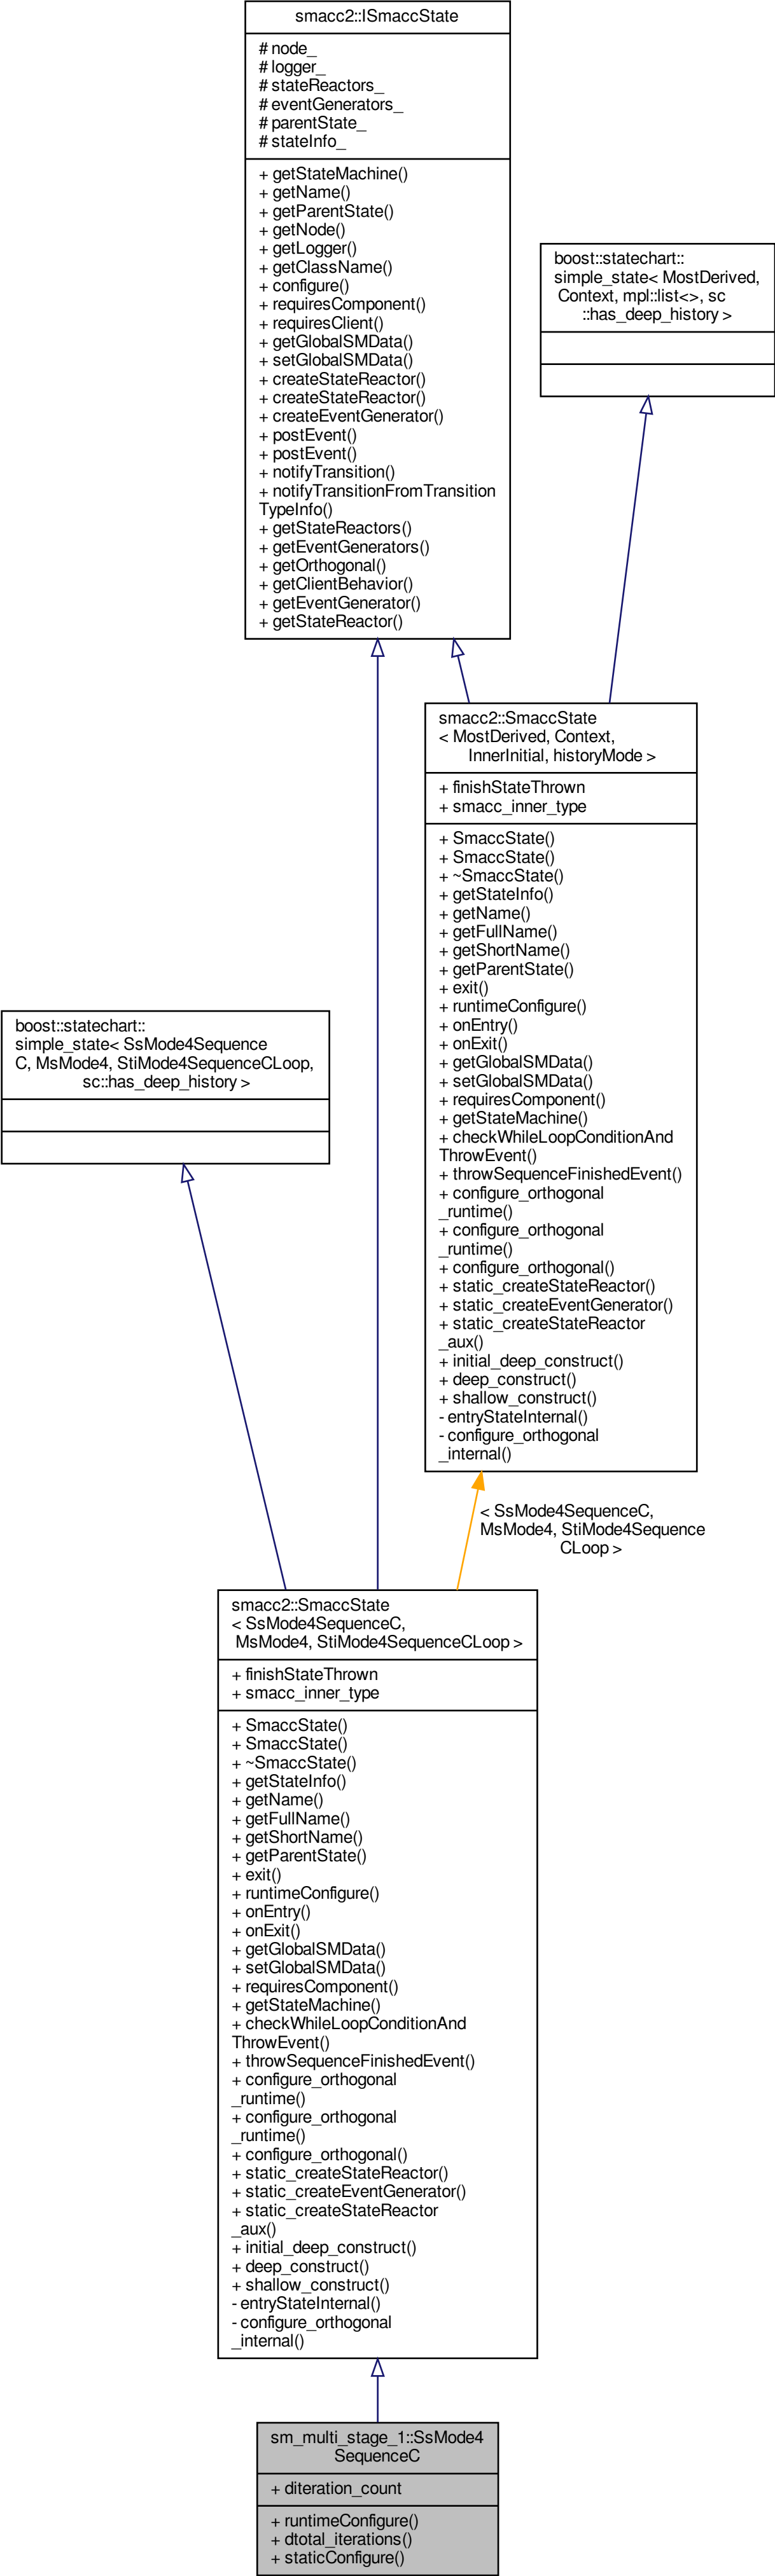 smacc2::ISmaccState
# node_
# logger_
# stateReactors_
# eventGenerators_
# parentState_
# stateInfo_
+ getStateMachine()
+ getName()
+ getParentState()
+ getNode()
+ getLogger()
+ getClassName()
+ configure()
+ requiresComponent()
+ requiresClient()
+ getGlobalSMData()
+ setGlobalSMData()
+ createStateReactor()
+ createStateReactor()
+ createEventGenerator()
+ postEvent()
+ postEvent()
+ notifyTransition()
+ notifyTransitionFromTransition
TypeInfo()
+ getStateReactors()
+ getEventGenerators()
+ getOrthogonal()
+ getClientBehavior()
+ getEventGenerator()
+ getStateReactor()
boost::statechart::
simple_state< MostDerived,
Context, mpl::list<>, sc
::has_deep_history >
smacc2::SmaccState
< MostDerived, Context,
InnerInitial, historyMode >
+ finishStateThrown
+ smacc_inner_type
+ SmaccState()
+ SmaccState()
+ ~SmaccState()
+ getStateInfo()
+ getName()
+ getFullName()
+ getShortName()
+ getParentState()
+ exit()
+ runtimeConfigure()
+ onEntry()
+ onExit()
+ getGlobalSMData()
+ setGlobalSMData()
+ requiresComponent()
+ getStateMachine()
+ checkWhileLoopConditionAnd
ThrowEvent()
+ throwSequenceFinishedEvent()
+ configure_orthogonal
_runtime()
+ configure_orthogonal
_runtime()
+ configure_orthogonal()
+ static_createStateReactor()
+ static_createEventGenerator()
+ static_createStateReactor
_aux()
+ initial_deep_construct()
+ deep_construct()
+ shallow_construct()
- entryStateInternal()
- configure_orthogonal
_internal()
boost::statechart::
simple_state< SsMode4Sequence
C, MsMode4, StiMode4SequenceCLoop,
sc::has_deep_history >
< SsMode4SequenceC,
MsMode4, StiMode4Sequence
CLoop >
smacc2::SmaccState
< SsMode4SequenceC,
MsMode4, StiMode4SequenceCLoop >
+ finishStateThrown
+ smacc_inner_type
+ SmaccState()
+ SmaccState()
+ ~SmaccState()
+ getStateInfo()
+ getName()
+ getFullName()
+ getShortName()
+ getParentState()
+ exit()
+ runtimeConfigure()
+ onEntry()
+ onExit()
+ getGlobalSMData()
+ setGlobalSMData()
+ requiresComponent()
+ getStateMachine()
+ checkWhileLoopConditionAnd
ThrowEvent()
+ throwSequenceFinishedEvent()
+ configure_orthogonal
_runtime()
+ configure_orthogonal
_runtime()
+ configure_orthogonal()
+ static_createStateReactor()
+ static_createEventGenerator()
+ static_createStateReactor
_aux()
+ initial_deep_construct()
+ deep_construct()
+ shallow_construct()
- entryStateInternal()
- configure_orthogonal
_internal()
sm_multi_stage_1::SsMode4
SequenceC
+ diteration_count
+ runtimeConfigure()
+ dtotal_iterations()
+ staticConfigure()